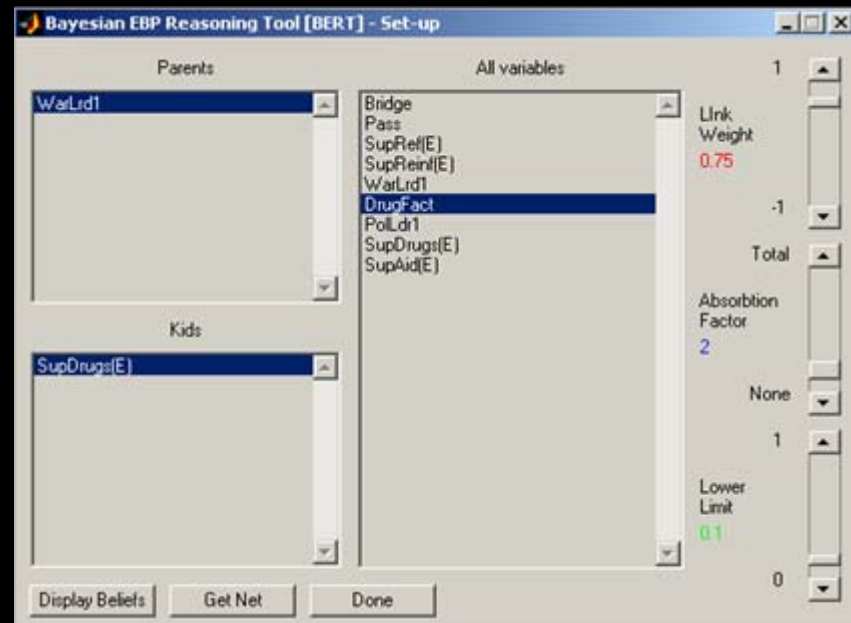 Bayesian EBP Reasoning Tool [BERT] - Set-up
Parents
WarLrd1
Kids
SupDrugs(E)
All variables
Bridge
Pass
SupRef(E)
SupReinf(E)
WarLrd1
DrugFact
PolLdr1
SupDrugs(E)
SupAid(E)
1
LInk
Weight
0.75
-1
Total
Absorbtion
Factor
2
None
1
Lower
Limit
0.1
0
Display Beliefs
Get Net
Done